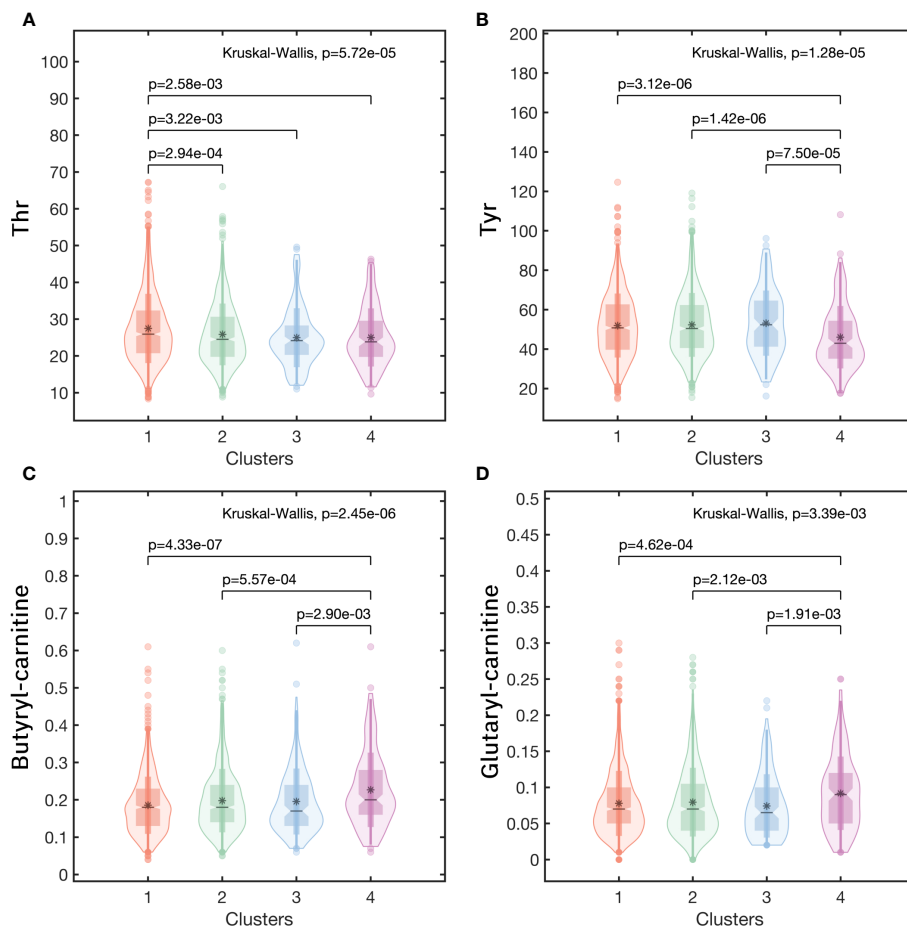 A
Kruskal-Wallis, p=5.72e-05
p=2.58e-03
p=3.22e-03
p=2.94e-04
100
90
80
70
60
50
40
30
20
10
Thr
1 2 3 4
Clusters
B
Kruskal-Wallis, p=1.28e-05
p=3.12e-06
p=1.42e-06
p=7.50e-05
200
180
160
140
120
100
80
60
40
20
Tyr
1 2 3 4
Clusters
C
Kruskal-Wallis, p=2.45e-06
p=4.33e-07
p=5.57e-04
p=2.90e-03
1
0.9
0.8
0.7
0.6
0.5
0.4
0.3
0.2
0.1
0
Butyryl-carnitine
1 2 3 4
Clusters
D
Kruskal-Wallis, p=3.39e-03
p=4.62e-04
p=2.12e-03
p=1.91e-03
0.5
0.45
0.4
0.35
0.3
0.25
0.2
0.15
0.1
0.05
0
Glutaryl-carnitine
1 2 3 4
Clusters